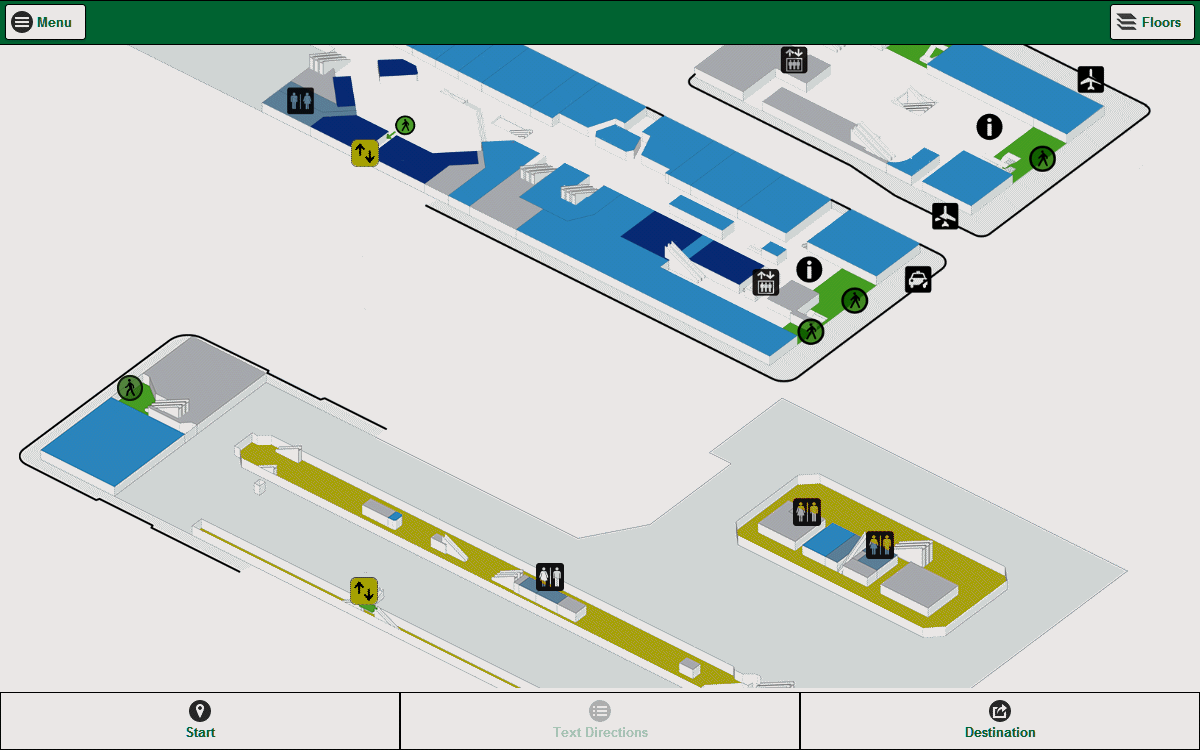 Menu
Floors
Start
Text Directions
Destination